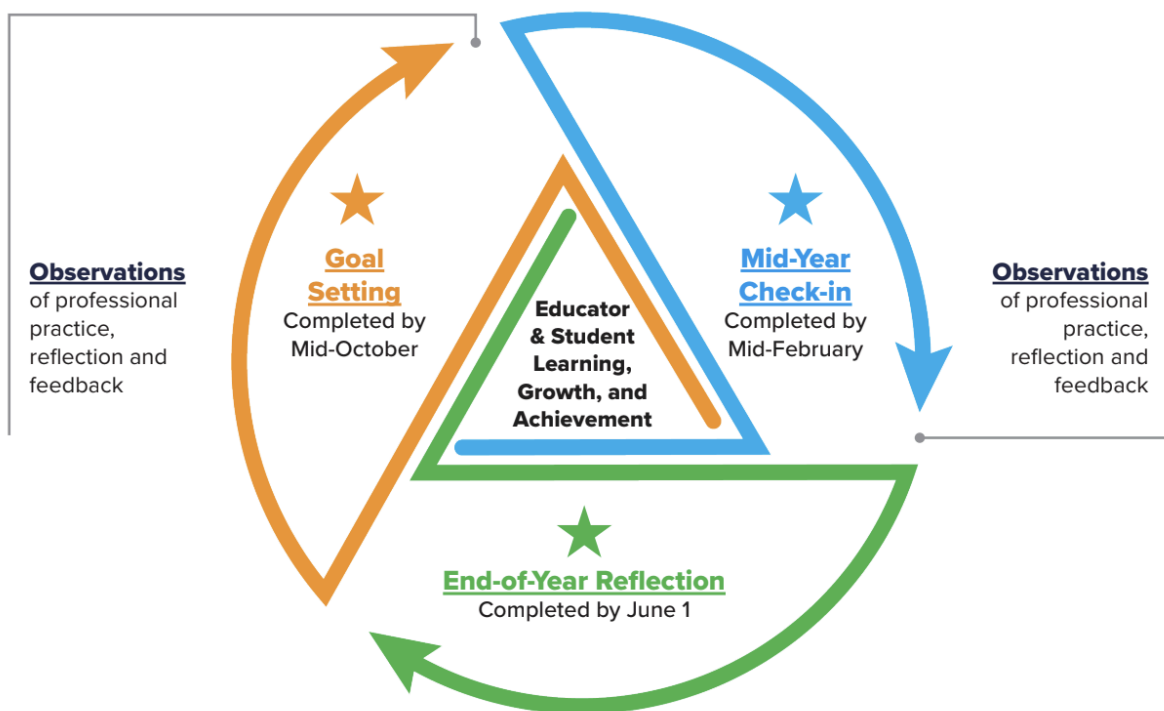 Observations
of professional
practice,
reflection and
feedback
Goal
Setting
Completed by
Mid-October
Educator
& Student
Learning,
Growth, and
Achievement
Mid-Year
Check-in
Completed by
Mid-February
Observations
of professional
practice,
reflection and
feedback
End-of-Year Reflection
Completed by June 1